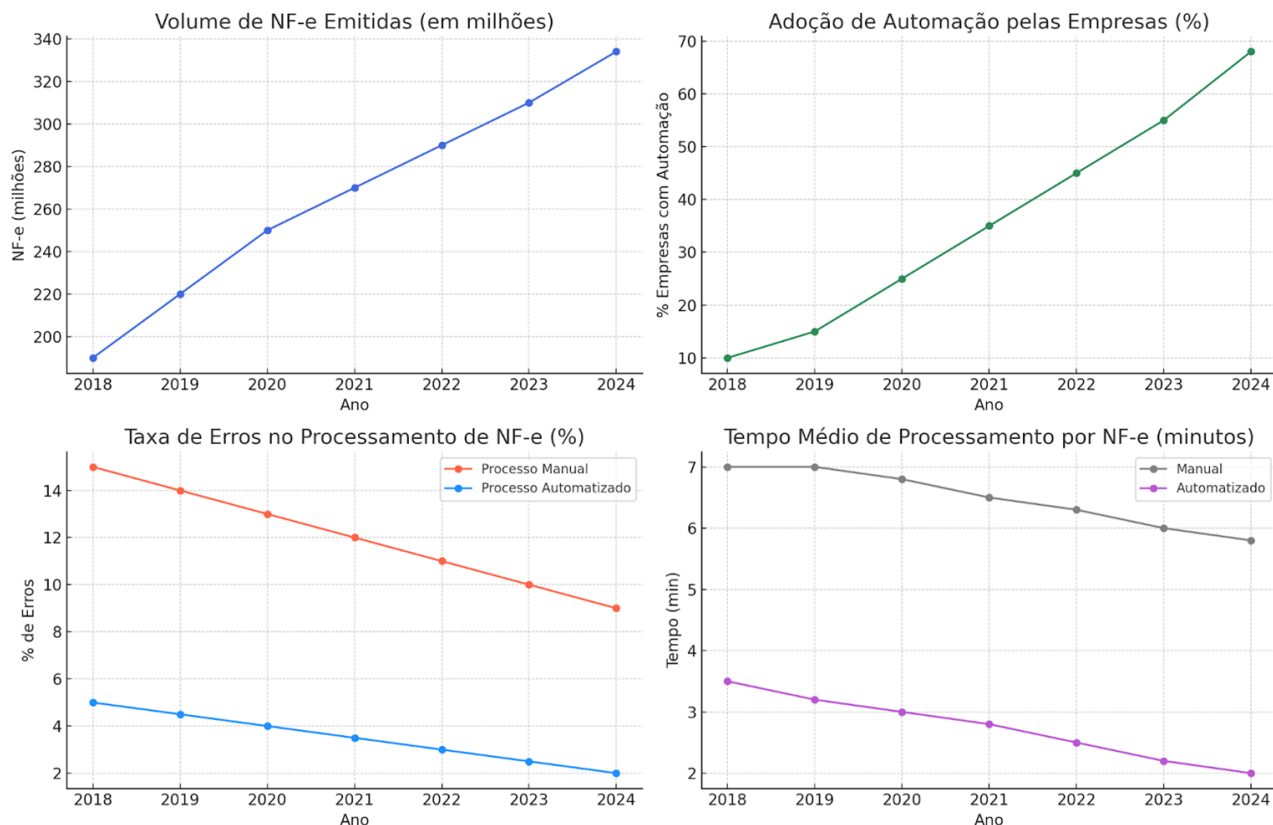 Volume de NF-e Emitidas (em milhões)
NF-e (milhões)
340
320
300
280
260
240
220
200
2018 2019 2020 2021 2022 2023 2024
Ano
Adoção de Automação pelas Empresas (%)
% Empresas com Automação
70
60
50
40
30
20
10
2018 2019 2020 2021 2022 2023 2024
Ano
Taxa de Erros no Processamento de NF-e (%)
Processo Manual
Processo Automatizado
% de Erros
14
12
10
8
6
4
2
2018 2019 2020 2021 2022 2023 2024
Ano
Tempo Médio de Processamento por NF-e (minutos)
Manual
Automatizado
Tempo (min)
7
6
5
4
3
2
2018 2019 2020 2021 2022 2023 2024
Ano